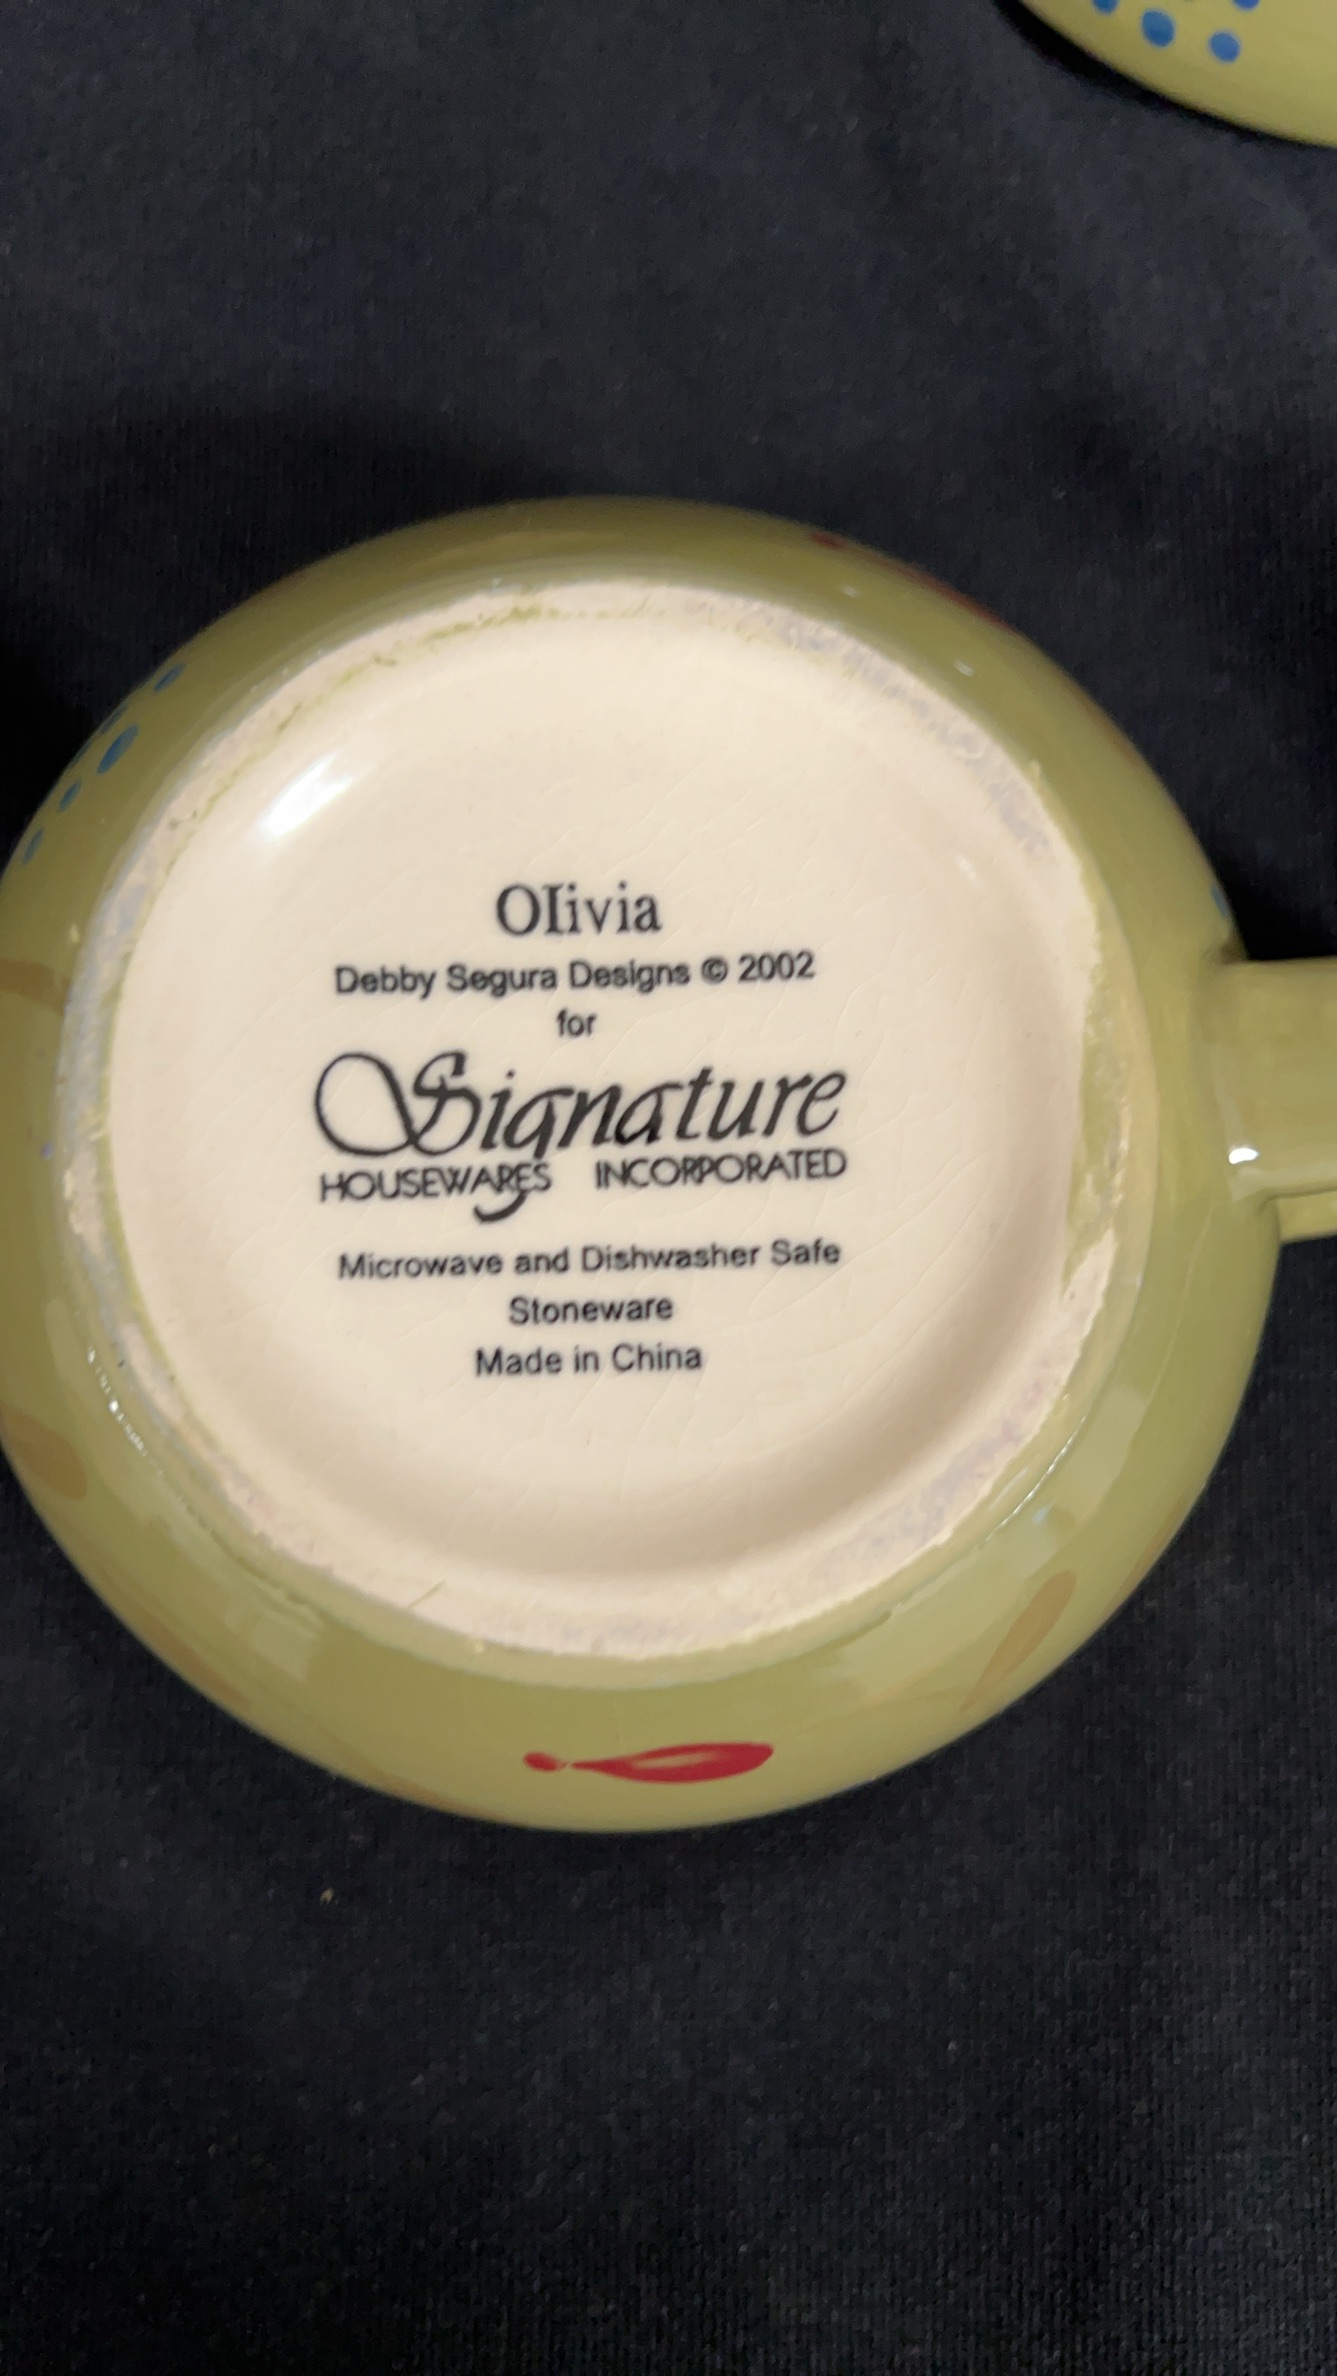 Olivia
Debby Segura Designs © 2002
for
Signature
HOUSEWARES INCORPORATED
Microwave and Dishwasher Safe
Stoneware
Made in China